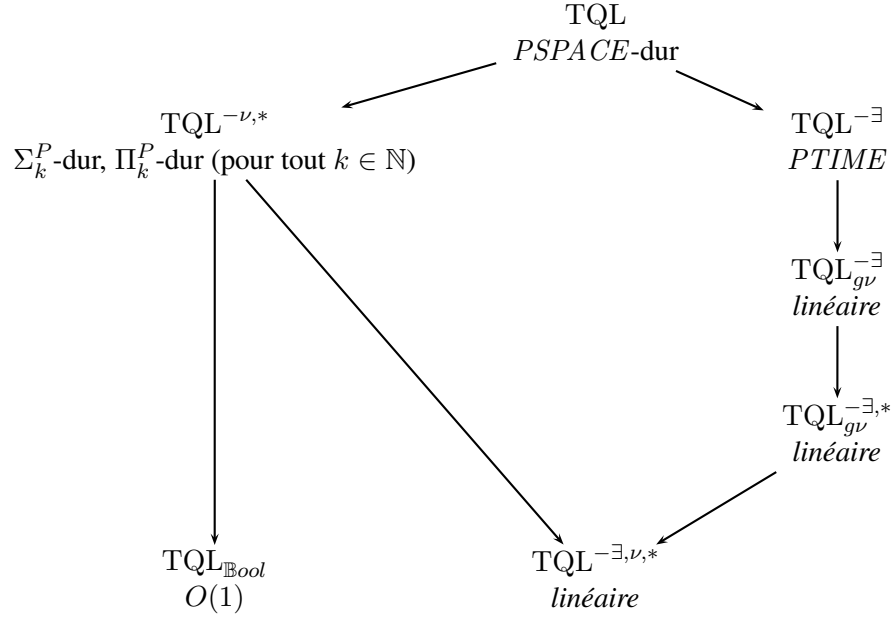 TQL
PSPACE-dur
TQL^{−ν,∗}
Σ_k^P-dur, Π_k^P-dur (pour tout k ∈ ℕ)
TQL^{−∃}
PTIME
TQL_{gν}^{−∃}
linéaire
TQL_{gν}^{−∃,∗}
linéaire
TQL_{𝔹ool}
O(1)
TQL^{−∃,ν,∗}
linéaire